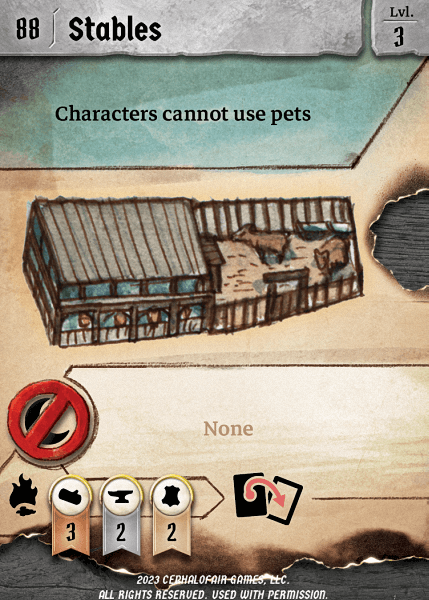 88 Stables
Lvl.
3
Characters cannot use pets
None
3 2 2
2023 CEPHALOFAIR GAMES, LLC.
ALL RIGHTS RESERVED. USED WITH PERMISSION.